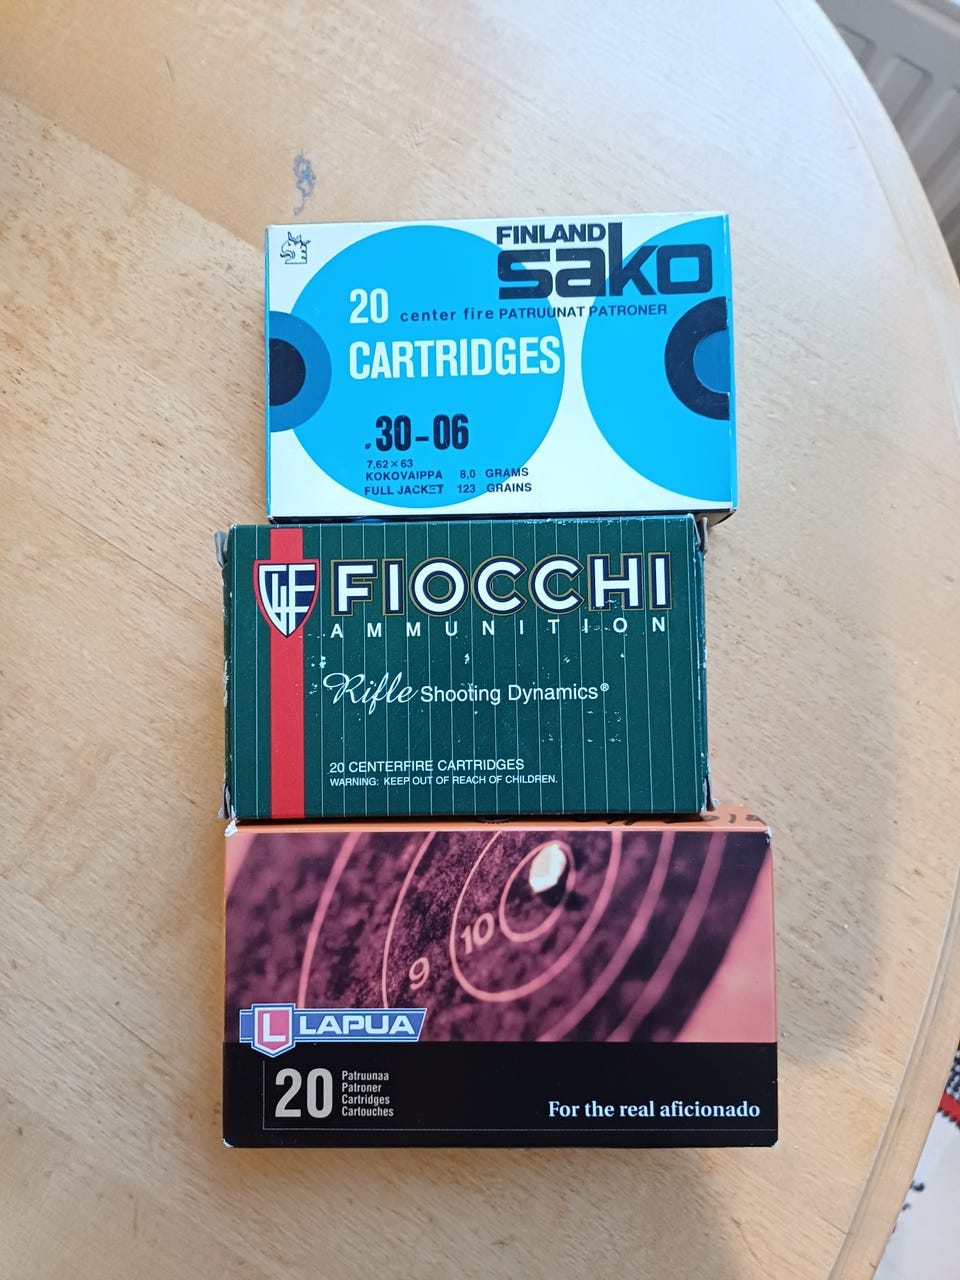 FINLAND
sako
20 center fire PATRUUNAT PATRONER
CARTRIDGES
.30-06
7,62 × 63
KOKOVAIPPA 8,0 GRAMS
FULL JACKET 123 GRAINS
GFL
FIOCCHI
AMMUNITION
Rifle Shooting Dynamics®
20 CENTERFIRE CARTRIDGES
WARNING: KEEP OUT OF REACH OF CHILDREN.
10
9
L LAPUA
20
Patruunaa
Patroner
Cartridges
Cartouches
For the real aficionado